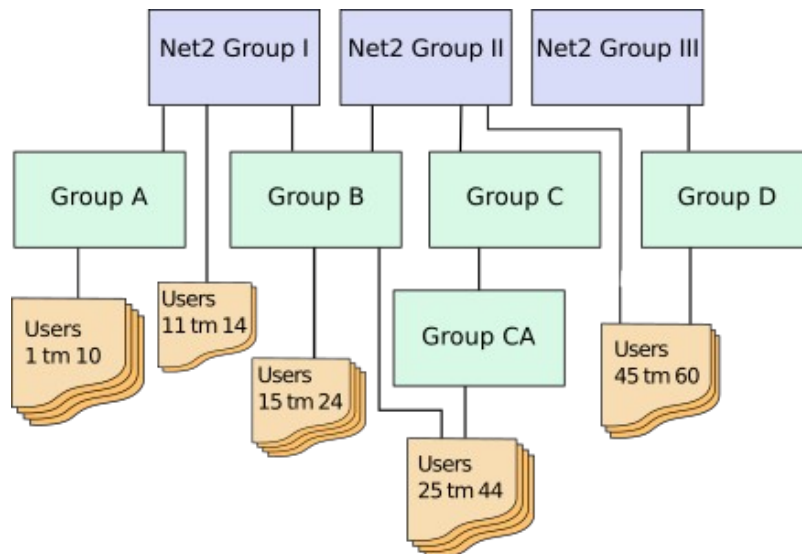 Net2 Group I
Net2 Group II
Net2 Group III
Group A
Group B
Group C
Group D
Users
1 tm 10
Users
11 tm 14
Users
15 tm 24
Group CA
Users
45 tm 60
Users
25 tm 44